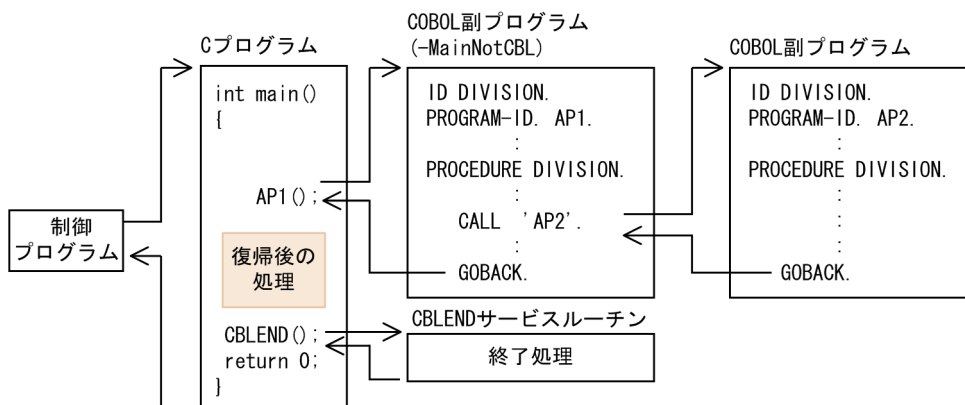 制御
プログラム
Cプログラム
int main()
{
AP1();
復帰後の
処理
CBLEND();
return 0;
}
COBOL副プログラム
(-MainNotCBL)
ID DIVISION.
PROGRAM-ID. AP1.
:
PROCEDURE DIVISION.
:
CALL 'AP2'.
:
GOBACK.
CBLENDサービスルーチン
終了処理
COBOL副プログラム
ID DIVISION.
PROGRAM-ID. AP2.
:
PROCEDURE DIVISION.
:
:
:
GOBACK.